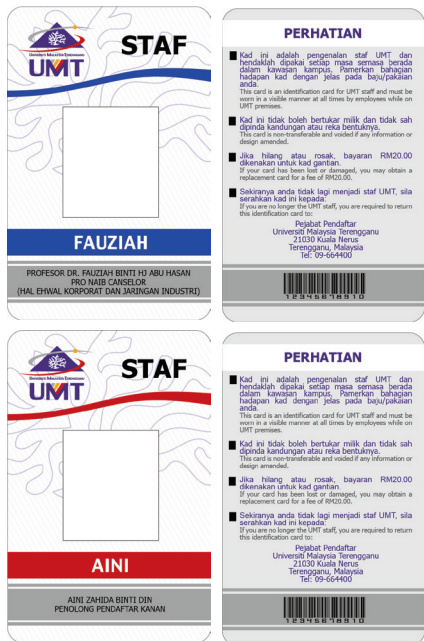 UNIVERSITI MALAYSIA TERENGGANU
UMT
STAF
FAUZIAH
PROFESOR DR. FAUZIAH BINTI HJ ABU HASAN
PRO NAIB CANSELOR
(HAL EHWAL KORPORAT DAN JARINGAN INDUSTRI)
PERHATIAN
Kad ini adalah pengenalan staf UMT dan
hendaklah dipakai setiap masa semasa berada
dalam kawasan kampus. Pamerkan bahagian
hadapan kad dengan jelas pada baju/pakaian
anda.
This card is an identification card for UMT staff and must be
worn in a visible manner at all times by employees while on
UMT premises.
Kad ini tidak boleh bertukar milik dan tidak sah
dipinda kandungan atau reka bentuknya.
This card is non-transferable and voided if any information or
design amended.
Jika hilang atau rosak, bayaran RM20.00
dikenakan untuk kad gantian.
If your card has been lost or damaged, you may obtain a
replacement card for a fee of RM20.00.
Sekiranya anda tidak lagi menjadi staf UMT, sila
serahkan kad ini kepada:
If you are no longer the UMT staff, you are required to return
this identification card to:
Pejabat Pendaftar
Universiti Malaysia Terengganu
21030 Kuala Nerus
Terengganu, Malaysia
Tel: 09-664400
12345678910
UNIVERSITI MALAYSIA TERENGGANU
UMT
STAF
AINI
AINI ZAHIDA BINTI DIN
PENOLONG PENDAFTAR KANAN
PERHATIAN
Kad ini adalah pengenalan staf UMT dan
hendaklah dipakai setiap masa semasa berada
dalam kawasan kampus. Pamerkan bahagian
hadapan kad dengan jelas pada baju/pakaian
anda.
This card is an identification card for UMT staff and must be
worn in a visible manner at all times by employees while on
UMT premises.
Kad ini tidak boleh bertukar milik dan tidak sah
dipinda kandungan atau reka bentuknya.
This card is non-transferable and voided if any information or
design amended.
Jika hilang atau rosak, bayaran RM20.00
dikenakan untuk kad gantian.
If your card has been lost or damaged, you may obtain a
replacement card for a fee of RM20.00.
Sekiranya anda tidak lagi menjadi staf UMT, sila
serahkan kad ini kepada:
If you are no longer the UMT staff, you are required to return
this identification card to:
Pejabat Pendaftar
Universiti Malaysia Terengganu
21030 Kuala Nerus
Terengganu, Malaysia
Tel: 09-664400
12345678910